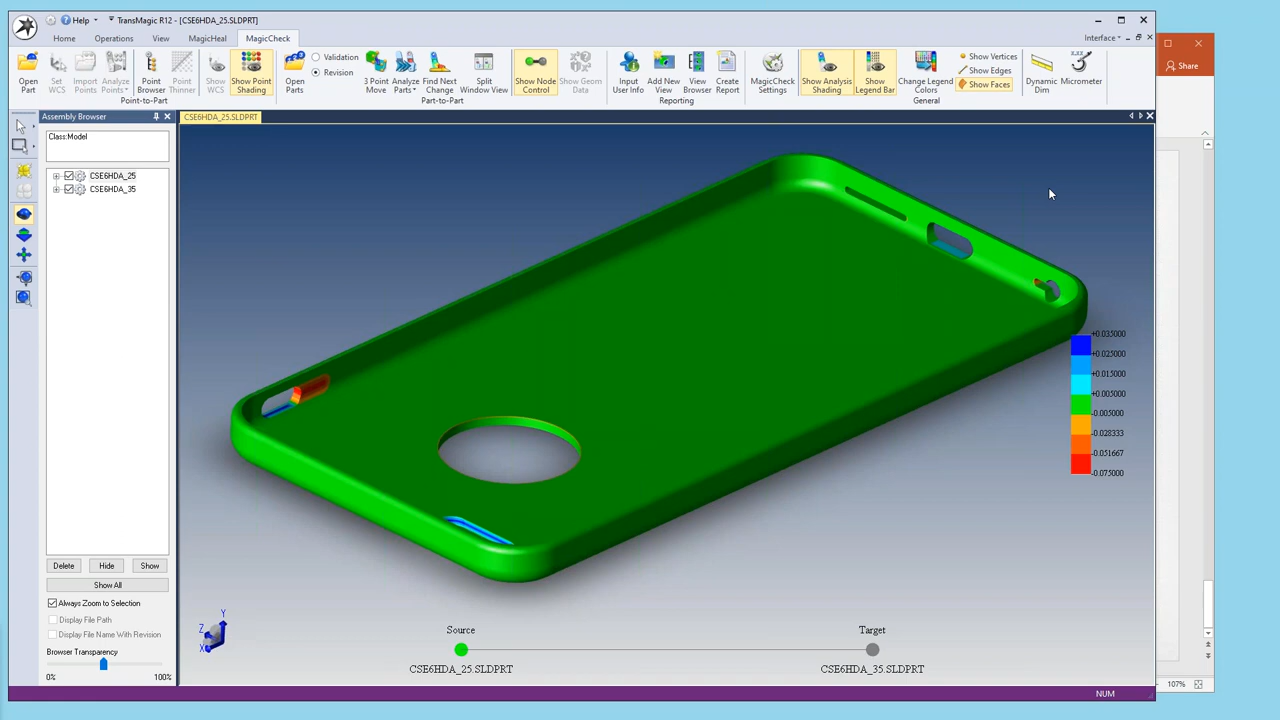 Help TransMagic R12 - [CSE6HDA_25.SLDPRT]
Home Operations View MagicHeal MagicCheck Interface
Open Part
Set WCS
Import Points
Analyze Points
Point Browser
Point Thinner
Show WCS
Show Point Shading
Point-to-Part
Open Parts
Validation
Revision
3 Point Move
Analyze Parts
Find Next Change
Split Window View
Show Node Control
Show Geom Data
Part-to-Part
Input User Info
Add New View
View Browser
Create Report
Reporting
MagicCheck Settings
Show Analysis Shading
Show Legend Bar
Change Legend Colors
Show Vertices
Show Edges
Show Faces
General
Dynamic Dim
Micrometer
Share
Assembly Browser
CSE6HDA_25.SLDPRT
Class:Model
CSE6HDA_25
CSE6HDA_35
+0.035000
+0.025000
+0.015000
+0.005000
-0.005000
-0.028333
-0.051667
-0.075000
Delete Hide Show
Show All
Always Zoom to Selection
Display File Path
Display File Name With Revision
Browser Transparency
0% 100%
Y
Z
X
Source Target
CSE6HDA_25.SLDPRT CSE6HDA_35.SLDPRT
NUM
107%